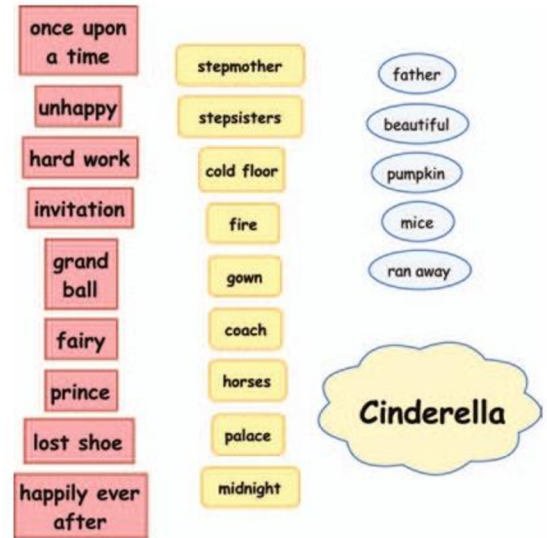 once upon
a time
unhappy
hard work
invitation
grand
ball
fairy
prince
lost shoe
happily ever
after
stepmother
stepsisters
cold floor
fire
gown
coach
horses
palace
midnight
father
beautiful
pumpkin
mice
ran away
Cinderella